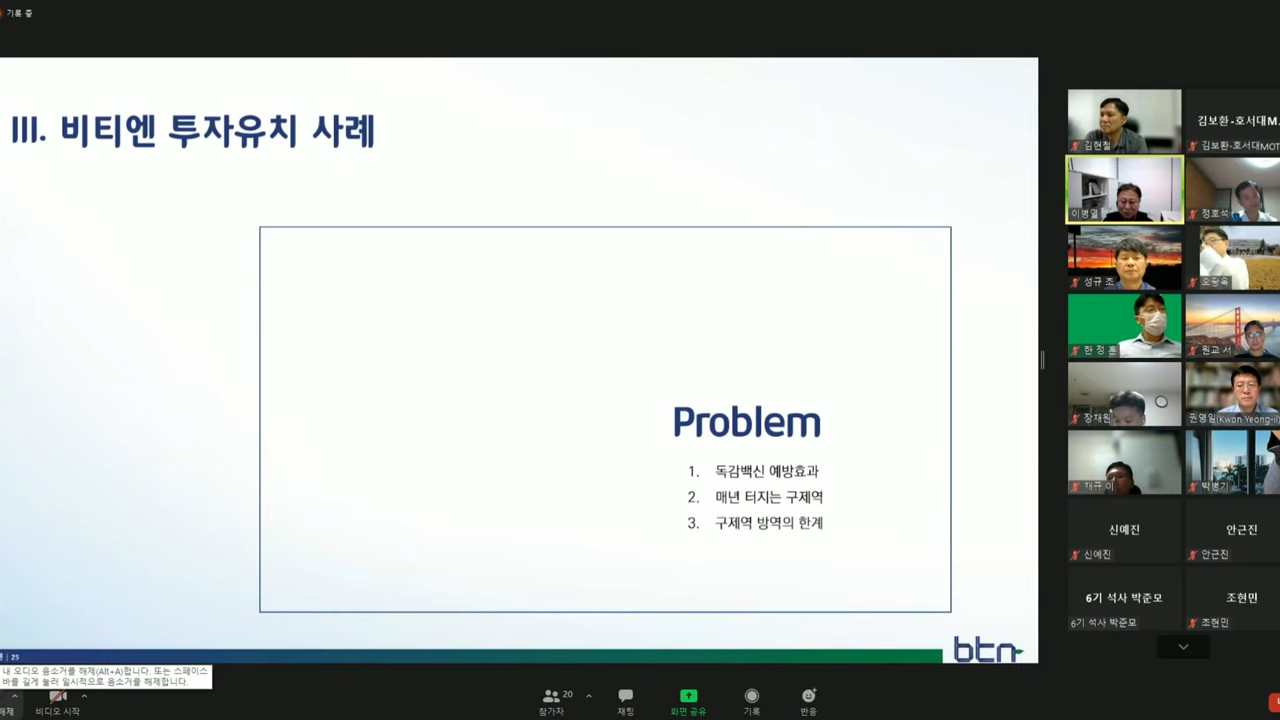 기록 중
III. 비티엔 투자유치 사례
Problem
1. 독감백신 예방효과
2. 매년 터지는 구제역
3. 구제역 방역의 한계
btn
25
내 오디오 음소거를 해제(Alt+A)합니다. 또는 스페이스
바를 길게 눌러 일시적으로 음소거를 해제합니다.
해제
비디오 시작
참가자
20
채팅
화면 공유
기록
반응
김현철
김보환-호서대M
김보환-호서대MOT
이병열
정호석
성규 조
오광옥
한 정 훈
원교 서
장재원
권영일(Kwon Yeong-il
재규 이
박병기
신예진
신예진
안근진
안근진
6기 석사 박준모
6기 석사 박준모
조현민
조현민